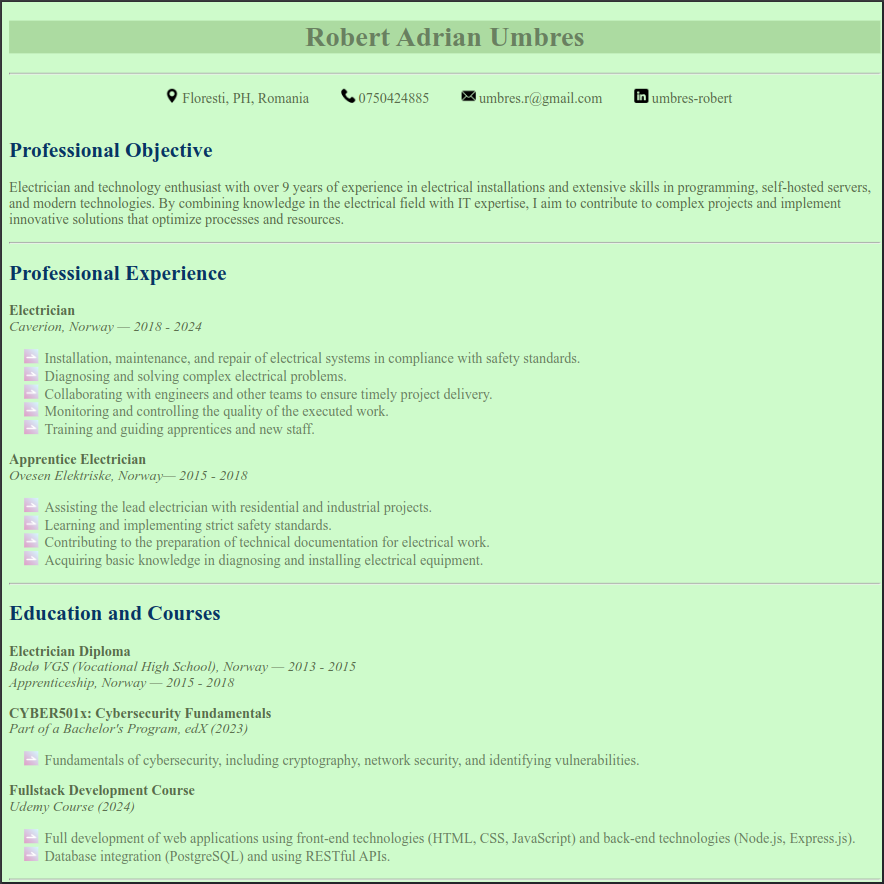 Robert Adrian Umbres
Floresti, PH, Romania 0750424885 umbres.r@gmail.com umbres-robert
Professional Objective
Electrician and technology enthusiast with over 9 years of experience in electrical installations and extensive skills in programming, self-hosted servers,
and modern technologies. By combining knowledge in the electrical field with IT expertise, I aim to contribute to complex projects and implement
innovative solutions that optimize processes and resources.
Professional Experience
Electrician
Caverion, Norway — 2018 - 2024
Installation, maintenance, and repair of electrical systems in compliance with safety standards.
Diagnosing and solving complex electrical problems.
Collaborating with engineers and other teams to ensure timely project delivery.
Monitoring and controlling the quality of the executed work.
Training and guiding apprentices and new staff.
Apprentice Electrician
Ovesen Elektriske, Norway— 2015 - 2018
Assisting the lead electrician with residential and industrial projects.
Learning and implementing strict safety standards.
Contributing to the preparation of technical documentation for electrical work.
Acquiring basic knowledge in diagnosing and installing electrical equipment.
Education and Courses
Electrician Diploma
Bodø VGS (Vocational High School), Norway — 2013 - 2015
Apprenticeship, Norway — 2015 - 2018
CYBER501x: Cybersecurity Fundamentals
Part of a Bachelor's Program, edX (2023)
Fundamentals of cybersecurity, including cryptography, network security, and identifying vulnerabilities.
Fullstack Development Course
Udemy Course (2024)
Full development of web applications using front-end technologies (HTML, CSS, JavaScript) and back-end technologies (Node.js, Express.js).
Database integration (PostgreSQL) and using RESTful APIs.